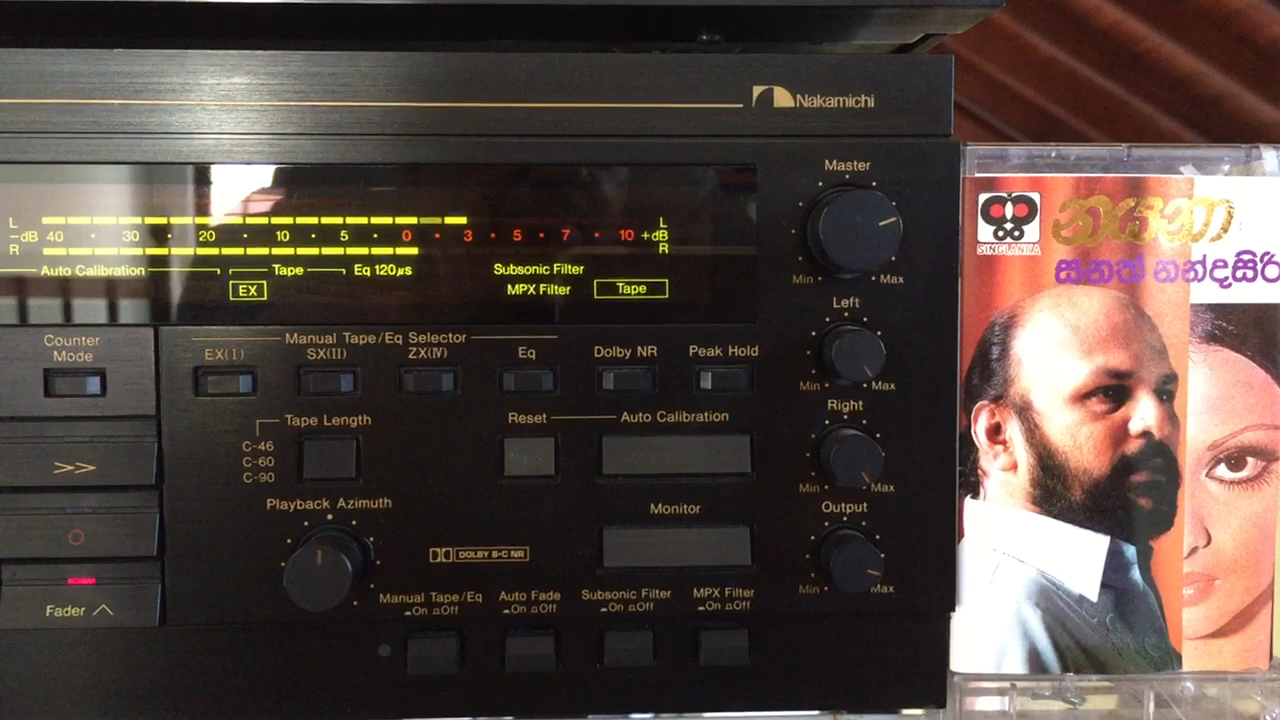 Nakamichi
Master
L
L
-dB 40 · 30 · 20 · 10 · 5 · 0 · 3 · 5 · 7 · 10 +dB
R
R
Auto Calibration
Tape
Eq 120μs
EX
Subsonic Filter
MPX Filter
Tape
Min
Max
Left
Min
Max
Right
Min
Max
Output
Min
Max
Counter
Mode
Manual Tape/Eq Selector
EX(I)
SX(II)
ZX(IV)
Eq
Dolby NR
Peak Hold
Tape Length
C-46
C-60
C-90
Reset
Auto Calibration
>>
Playback Azimuth
Monitor
DOLBY B-C NR
Fader
Manual Tape/Eq
On Off
Auto Fade
On Off
Subsonic Filter
On Off
MPX Filter
On Off
SINGLANKA
නයනා
සනත් නන්දසිරි